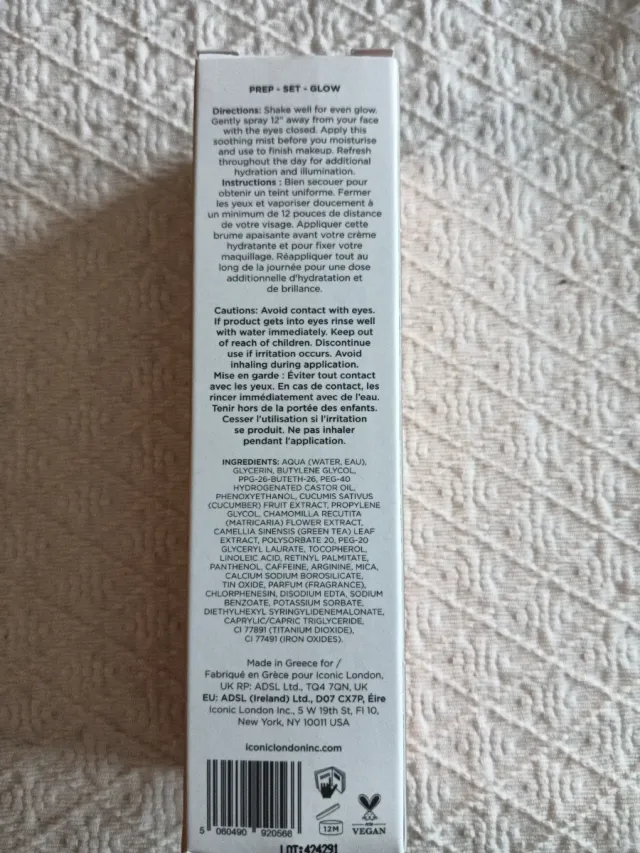 PREP - SET - GLOW
Directions: Shake well for even glow.
Gently spray 12" away from your face
with the eyes closed. Apply this
soothing mist before you moisturise
and use to finish makeup. Refresh
throughout the day for additional
hydration and illumination.
Instructions : Bien secouer pour
obtenir un teint uniforme. Fermer
les yeux et vaporiser doucement à
un minimum de 12 pouces de distance
de votre visage. Appliquer cette
brume apaisante avant votre crème
hydratante et pour fixer votre
maquillage. Réappliquer tout au
long de la journée pour une dose
additionnelle d'hydratation et
de brillance.
Cautions: Avoid contact with eyes.
If product gets into eyes rinse well
with water immediately. Keep out
of reach of children. Discontinue
use if irritation occurs. Avoid
inhaling during application.
Mise en garde : Éviter tout contact
avec les yeux. En cas de contact, les
rincer immédiatement avec de l'eau.
Tenir hors de la portée des enfants.
Cesser l'utilisation si l'irritation
se produit. Ne pas inhaler
pendant l'application.
INGREDIENTS: AQUA (WATER, EAU),
GLYCERIN, BUTYLENE GLYCOL,
PPG-26-BUTETH-26, PEG-40
HYDROGENATED CASTOR OIL,
PHENOXYETHANOL, CUCUMIS SATIVUS
(CUCUMBER) FRUIT EXTRACT, PROPYLENE
GLYCOL, CHAMOMILLA RECUTITA
(MATRICARIA) FLOWER EXTRACT,
CAMELLIA SINENSIS (GREEN TEA) LEAF
EXTRACT, POLYSORBATE 20, PEG-20
GLYCERYL LAURATE, TOCOPHEROL,
LINOLEIC ACID, RETINYL PALMITATE,
PANTHENOL, CAFFEINE, ARGININE, MICA,
CALCIUM SODIUM BOROSILICATE,
TIN OXIDE, PARFUM (FRAGRANCE),
CHLORPHENESIN, DISODIUM EDTA, SODIUM
BENZOATE, POTASSIUM SORBATE,
DIETHYLHEXYL SYRINGYLIDENEMALONATE,
CAPRYLIC/CAPRIC TRIGLYCERIDE,
CI 77891 (TITANIUM DIOXIDE),
CI 77491 (IRON OXIDES).
Made in Greece for /
Fabriqué en Grèce pour Iconic London,
UK RP: ADSL Ltd., TQ4 7QN, UK
EU: ADSL (Ireland) Ltd., D07 CX7P, Éire
Iconic London Inc., 5 W 19th St, Fl 10,
New York, NY 10011 USA
iconiclondoninc.com
5 060490 920566
12M
VEGAN
LOT: 424291